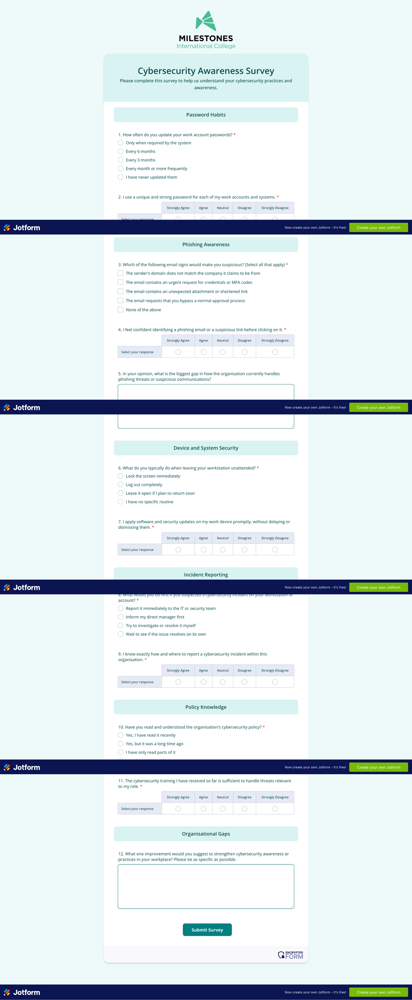 MILESTONES
International College
Cybersecurity Awareness Survey
Please complete this survey to help us understand your cybersecurity practices and
awareness.
Password Habits
1. How often do you update your work account passwords? *
Only when required by the system
Every 6 months
Every 3 months
Every month or more frequently
I have never updated them
2. I use a unique and strong password for each of my work accounts and systems. *
Strongly Agree Agree Neutral Disagree Strongly Disagree
Select your response
Jotform Now create your own Jotform - It's free! Create your own Jotform
Phishing Awareness
3. Which of the following email signs would make you suspicious? (Select all that apply) *
The sender's domain does not match the company it claims to be from
The email contains an urgent request for credentials or MFA codes
The email contains an unexpected attachment or shortened link
The email requests that you bypass a normal approval process
None of the above
4. I feel confident identifying a phishing email or a suspicious link before clicking on it. *
Strongly Agree Agree Neutral Disagree Strongly Disagree
Select your response
5. In your opinion, what is the biggest gap in how the organisation currently handles
phishing threats or suspicious communications?
Jotform Now create your own Jotform - It's free! Create your own Jotform
Device and System Security
6. What do you typically do when leaving your workstation unattended? *
Lock the screen immediately
Log out completely
Leave it open if I plan to return soon
I have no specific routine
7. I apply software and security updates on my work device promptly, without delaying or
dismissing them. *
Strongly Agree Agree Neutral Disagree Strongly Disagree
Select your response
Incident Reporting
Jotform Now create your own Jotform - It's free! Create your own Jotform
8. What would you do first if you suspected a cybersecurity incident on your workstation or
account? *
Report it immediately to the IT or security team
Inform my direct manager first
Try to investigate or resolve it myself
Wait to see if the issue resolves on its own
9. I know exactly how and where to report a cybersecurity incident within this
organisation. *
Strongly Agree Agree Neutral Disagree Strongly Disagree
Select your response
Policy Knowledge
10. Have you read and understood the organisation's cybersecurity policy? *
Yes, I have read it recently
Yes, but it was a long time ago
I have only read parts of it
Jotform Now create your own Jotform - It's free! Create your own Jotform
11. The cybersecurity training I have received so far is sufficient to handle threats relevant
to my role. *
Strongly Agree Agree Neutral Disagree Strongly Disagree
Select your response
Organisational Gaps
12. What one improvement would you suggest to strengthen cybersecurity awareness or
practices in your workplace? Please be as specific as possible.
Submit Survey
ENCRYPTED
FORM
Jotform Now create your own Jotform - It's free! Create your own Jotform